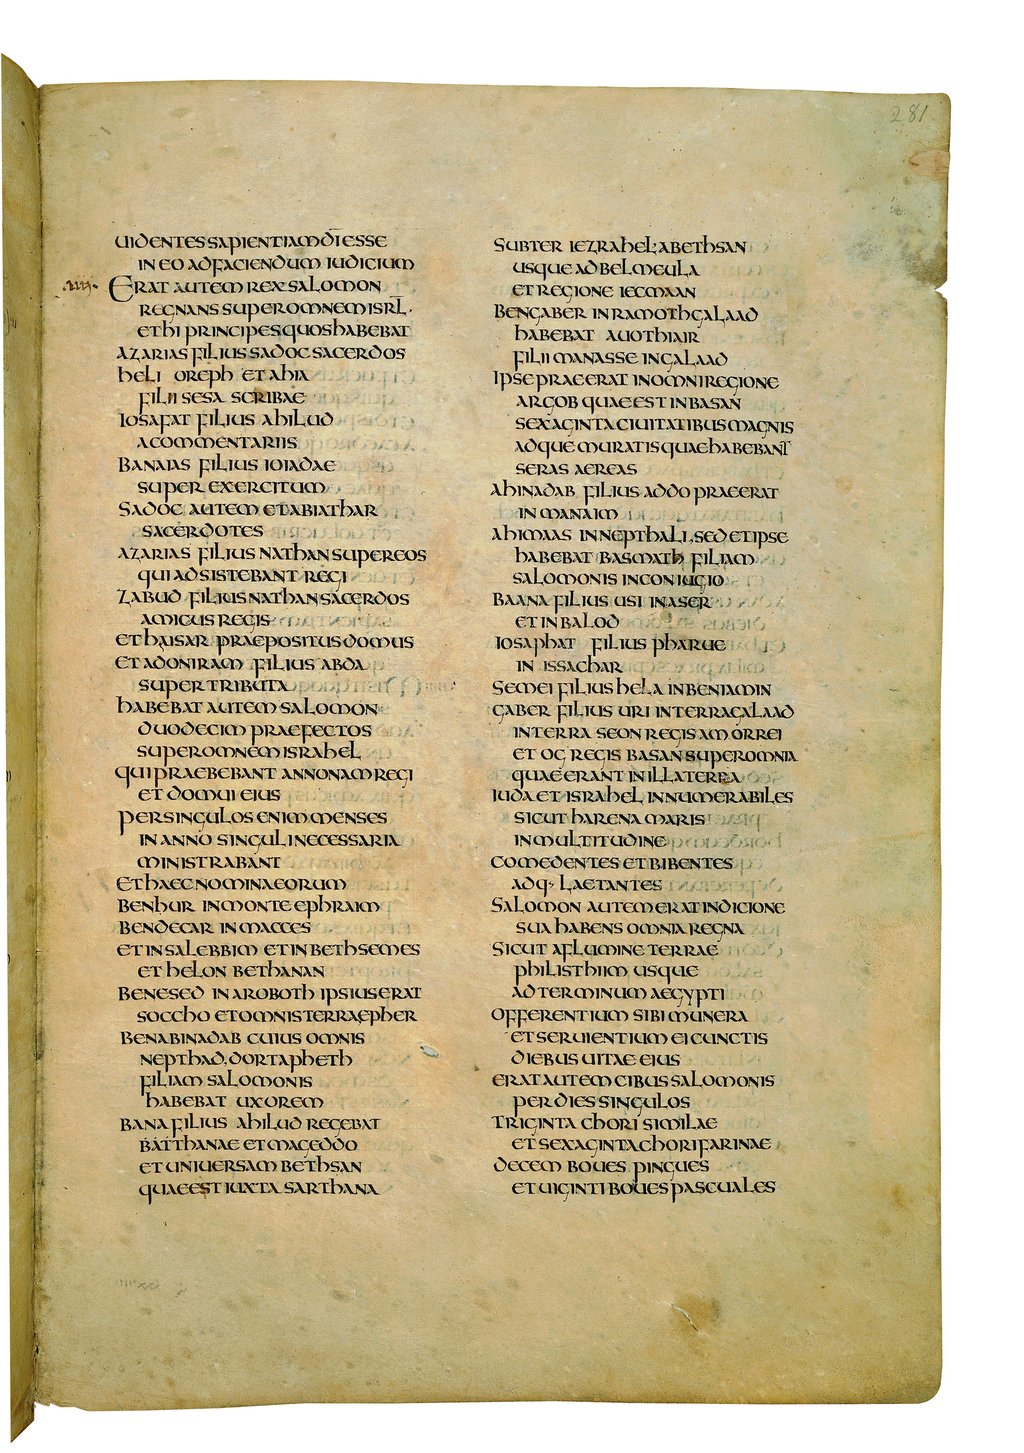 281
UIDENTES SAPIENTIAM DI ESSE
IN EO AD FACIENDUM IUDICIUM
·IIII· ERAT AUTEM REX SALOMON
REGNANS SUPER OMNEM ISRL·
ET HI PRINCIPES QUOS HABEBAT
AZARIAS FILIUS SADOC SACERDOS
HELI OREPH ET AHIA
FILII SESA SCRIBAE
IOSAFAT FILIUS AHILUD
A COMMENTARIIS
BANAIAS FILIUS IOIADAE
SUPER EXERCITUM
SADOC AUTEM ET ABIATHAR
SACERDOTES
AZARIAS FILIUS NATHAN SUPER EOS
QUI ADSISTEBANT REGI
ZABUD FILIUS NATHAN SACERDOS
AMICUS REGIS
ET HAISAR PRAEPOSITUS DOMUS
ET ADONIRAM FILIUS ABDA
SUPER TRIBUTA
HABEBAT AUTEM SALOMON
DUODECIM PRAEFECTOS
SUPER OMNEM ISRAHEL
QUI PRAEBEBANT ANNONAM REGI
ET DOMUI EIUS
PER SINGULOS ENIM MENSES
IN ANNO SINGULI NECESSARIA
MINISTRABANT
ET HAEC NOMINA EORUM
BENHUR IN MONTE EPHRAIM
BENDECAR IN MACCES
ET IN SALEBBIM ET IN BETHSEMES
ET HELON BETHANAN
BENESED IN AROBOTH IPSIUS ERAT
SOCCHO ET OMNIS TERRA EPHER
BENABINADAB CUIUS OMNIS
NEPTHAD·DOR TAPHETH
FILIAM SALOMONIS
HABEBAT UXOREM
BANA FILIUS AHILUD REGEBAT
BATTHANAE ET MAGEDDO
ET UNIUERSAM BETHSAN
QUAE EST IUXTA SARTHANA
SUBTER IEZRAHEL·ABETHSAN
USQUE AD BELMEULA
ET REGIONE IECMAAN
BENGABER IN RAMOTH GALAAD
HABEBAT AUOTHIAIR
FILII MANASSE IN GALAAD
IPSE PRAEERAT IN OMNI REGIONE
ARGOB QUAE EST IN BASAN
SEXAGINTA CIUITATIBUS MAGNIS
ADQUE MURATIS QUAE HABEBANT
SERAS AEREAS
AHINADAB FILIUS ADDO PRAEERAT
IN MANAIM
AHIMAAS IN NEPTHALI·SED ET IPSE
HABEBAT BASMATH FILIAM
SALOMONIS IN CONIUGIO
BAANA FILIUS USI IN ASER
ET IN BALOD
IOSAPHAT FILIUS PHARUE
IN ISSACHAR
SEMEI FILIUS HELA IN BENIAMIN
GABER FILIUS URI IN TERRA GALAAD
IN TERRA SEON REGIS AMORREI
ET OG REGIS BASAN SUPER OMNIA
QUAE ERANT IN ILLA TERRA
IUDA ET ISRAHEL INNUMERABILES
SICUT HARENA MARIS
IN MULTITUDINE
COMEDENTES ET BIBENTES
ADQ· LAETANTES
SALOMON AUTEM ERAT IN DICIONE
SUA HABENS OMNIA REGNA
SICUT A FLUMINE TERRAE
PHILISTHIIM USQUE
AD TERMINUM AEGYPTI
OFFERENTIUM SIBI MUNERA
ET SERUIENTIUM EI CUNCTIS
DIEBUS UITAE EIUS
ERAT AUTEM CIBUS SALOMONIS
PER DIES SINGULOS
TRIGINTA CHORI SIMILAE
ET SEXAGINTA CHORI FARINAE
DECEM BOUES PINGUES
ET UIGINTI BOUES PASCUALES